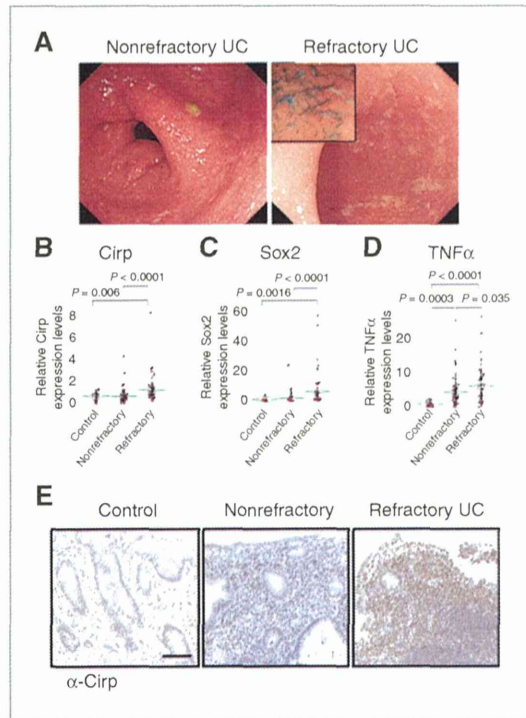 A
Nonrefractory UC
Refractory UC
B
Cirp
P < 0.0001
P = 0.006
Relative Cirp
expression levels
8
6
4
2
0
Control
Nonrefractory
Refractory
C
Sox2
P < 0.0001
P = 0.0016
Relative Sox2
expression levels
60
40
20
0
Control
Nonrefractory
Refractory
D
TNFα
P < 0.0001
P = 0.0003
P = 0.035
Relative TNFα
expression levels
20
10
0
Control
Nonrefractory
Refractory
E
Control
Nonrefractory
Refractory UC
α-Cirp